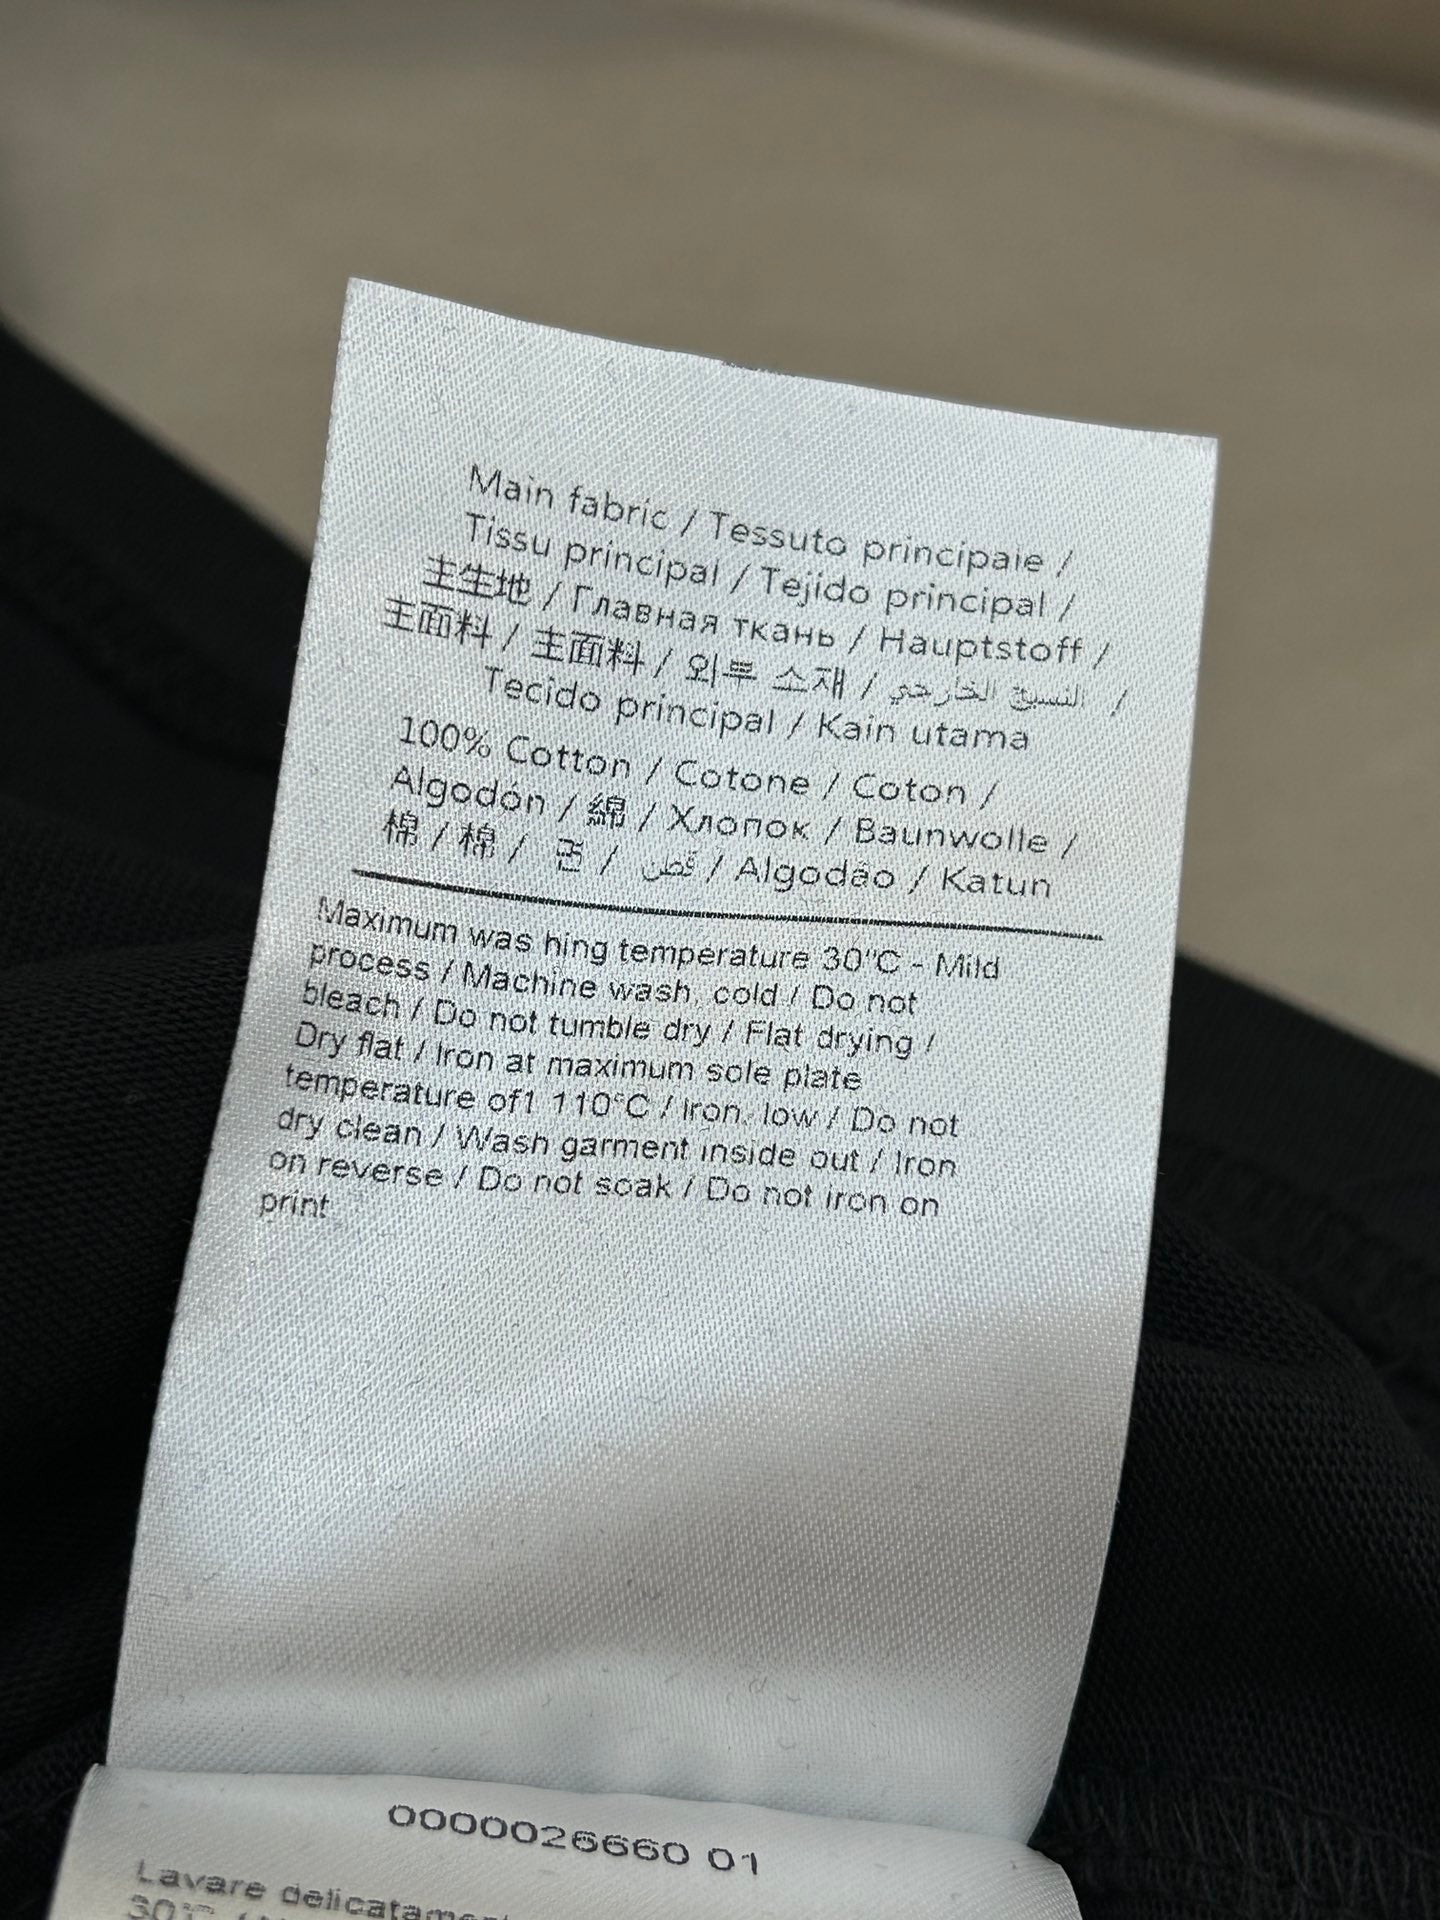 Main fabric / Tessuto principale /
Tissu principal / Tejido principal /
主生地 / Главная ткань / Hauptstoff /
主面料 / 主面料 / 외부 소재 / النسيج الخارجي /
Tecido principal / Kain utama
100% Cotton / Cotone / Coton /
Algodón / 綿 / Хлопок / Baunwolle /
棉 / 棉 / 면 / قطن / Algodão / Katun
Maximum was hing temperature 30°C - Mild
process / Machine wash, cold / Do not
bleach / Do not tumble dry / Flat drying /
Dry flat / Iron at maximum sole plate
temperature of1 110°C / Iron, low / Do not
dry clean / Wash garment inside out / Iron
on reverse / Do not soak / Do not iron on
print
0000026660 01
Lavare
30°C /